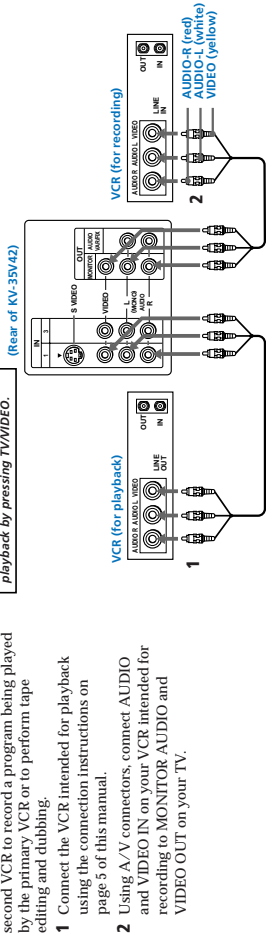 second VCR to record a program being played
by the primary VCR or to perform tape
editing and dubbing.
1 Connect the VCR intended for playback
using the connection instructions on
page 5 of this manual.
2 Using A/V connectors, connect AUDIO
and VIDEO IN on your VCR intended for
recording to MONITOR AUDIO and
VIDEO OUT on your TV.
playback by pressing TV/VIDEO.
(Rear of KV-35V42)
IN
1 3
S VIDEO
VIDEO
L
(MONO)
AUDIO
R
OUT
MONITOR
AUDIO
VAR/FIX
VCR (for playback)
AUDIO R AUDIO L VIDEO
LINE
OUT
OUT
IN
1
VCR (for recording)
AUDIO R AUDIO L VIDEO
LINE
IN
OUT
IN
2
AUDIO-R (red)
AUDIO-L (white)
VIDEO (yellow)